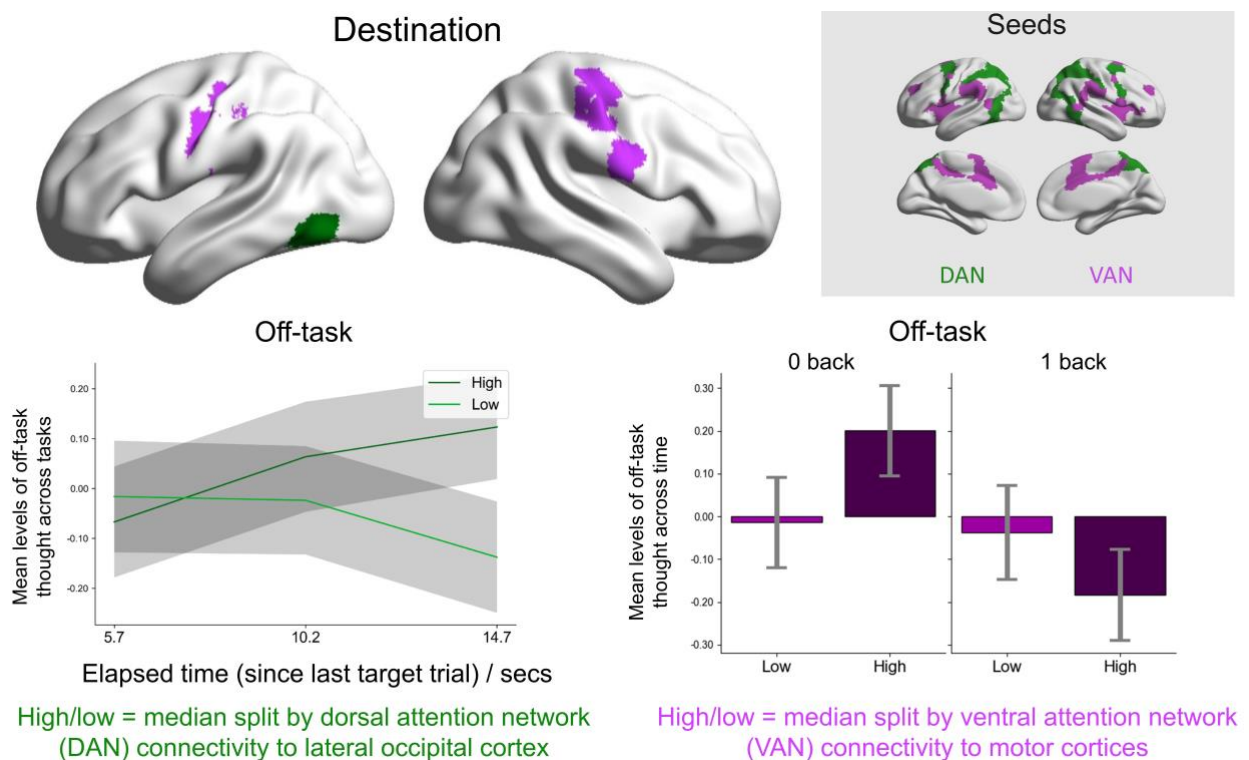 Destination
Seeds
DAN
VAN
Off-task
Mean levels of off-task
thought across tasks
0.20
0.10
0.00
-0.10
-0.20
High
Low
5.7
10.2
14.7
Elapsed time (since last target trial) / secs
High/low = median split by dorsal attention network
(DAN) connectivity to lateral occipital cortex
Off-task
0 back
1 back
Mean levels of off-task
thought across time
0.30
0.20
0.10
0.00
-0.10
-0.20
-0.30
Low
High
Low
High
High/low = median split by ventral attention network
(VAN) connectivity to motor cortices